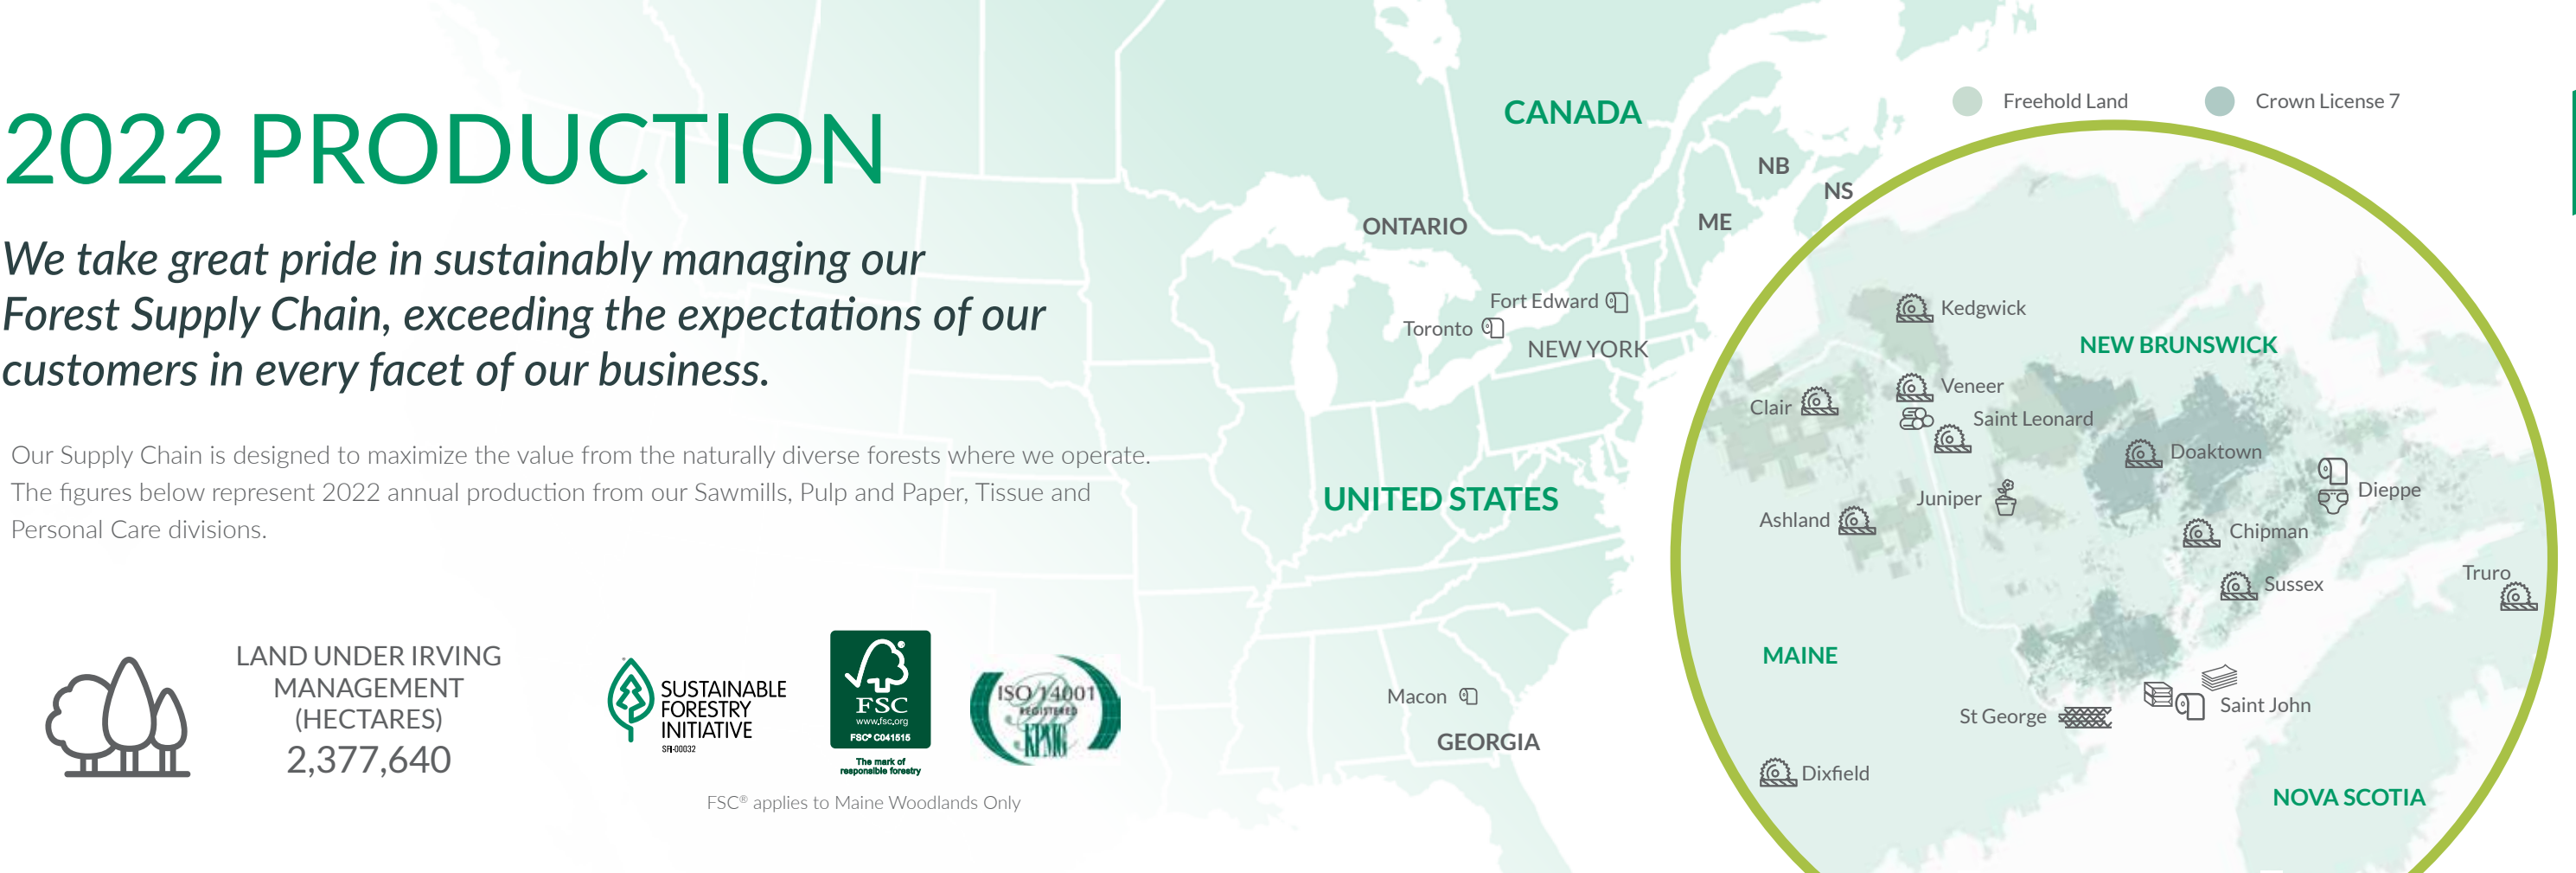 2022 PRODUCTION
We take great pride in sustainably managing our
Forest Supply Chain, exceeding the expectations of our
customers in every facet of our business.
Our Supply Chain is designed to maximize the value from the naturally diverse forests where we operate.
The figures below represent 2022 annual production from our Sawmills, Pulp and Paper, Tissue and
Personal Care divisions.
LAND UNDER IRVING
MANAGEMENT
(HECTARES)
2,377,640
SUSTAINABLE
FORESTRY
INITIATIVE
SFI-00032
FSC
www.fsc.org
FSC® C041515
The mark of
responsible forestry
ISO 14001
REGISTERED
KPMG
FSC® applies to Maine Woodlands Only
CANADA
NB
NS
ME
ONTARIO
Fort Edward
Toronto
NEW YORK
UNITED STATES
Macon
GEORGIA
Freehold Land
Crown License 7
Kedgwick
NEW BRUNSWICK
Veneer
Clair
Saint Leonard
Doaktown
Juniper
Dieppe
Ashland
Chipman
Truro
Sussex
MAINE
Saint John
St George
Dixfield
NOVA SCOTIA